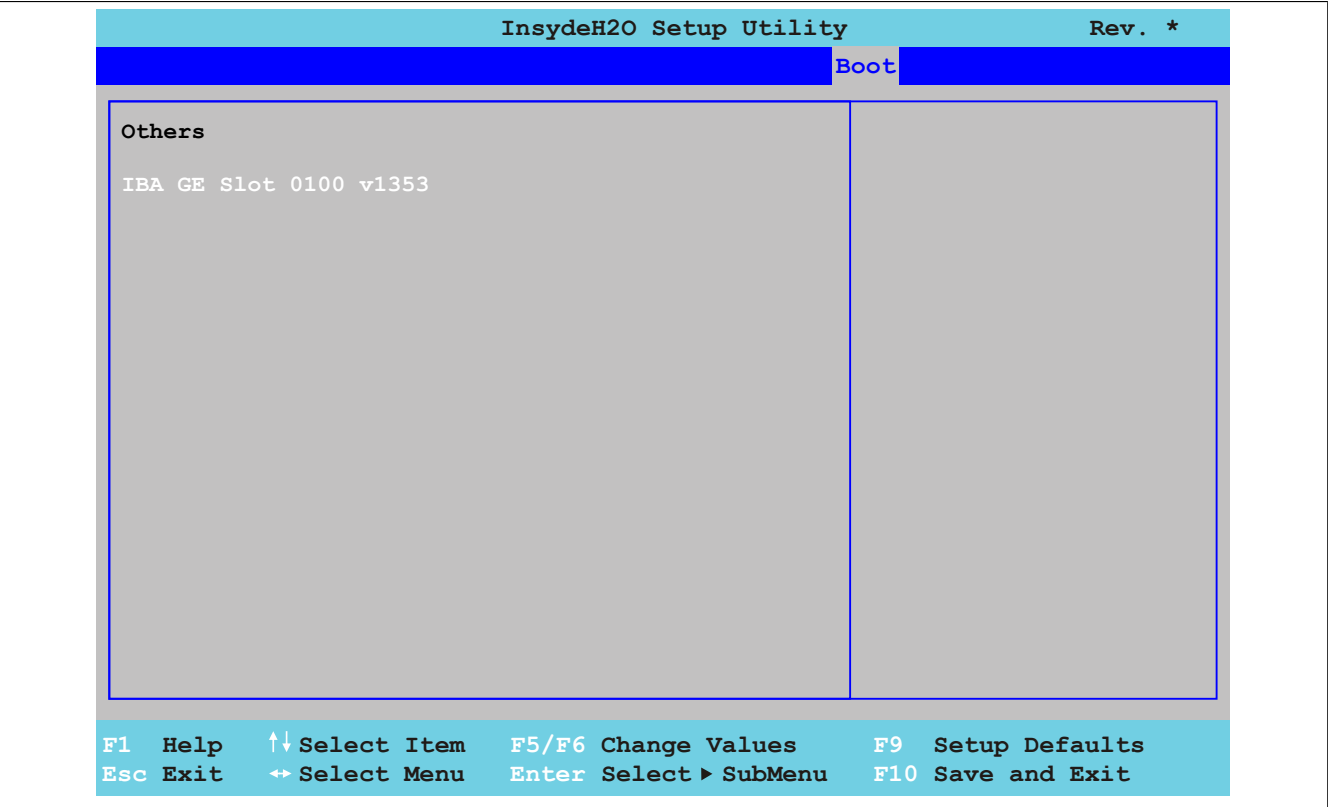 InsydeH2O Setup Utility Rev. *
Boot
Others
IBA GE Slot 0100 v1353
F1 Help ↑↓ Select Item F5/F6 Change Values F9 Setup Defaults
Esc Exit ↔ Select Menu Enter Select ▶ SubMenu F10 Save and Exit